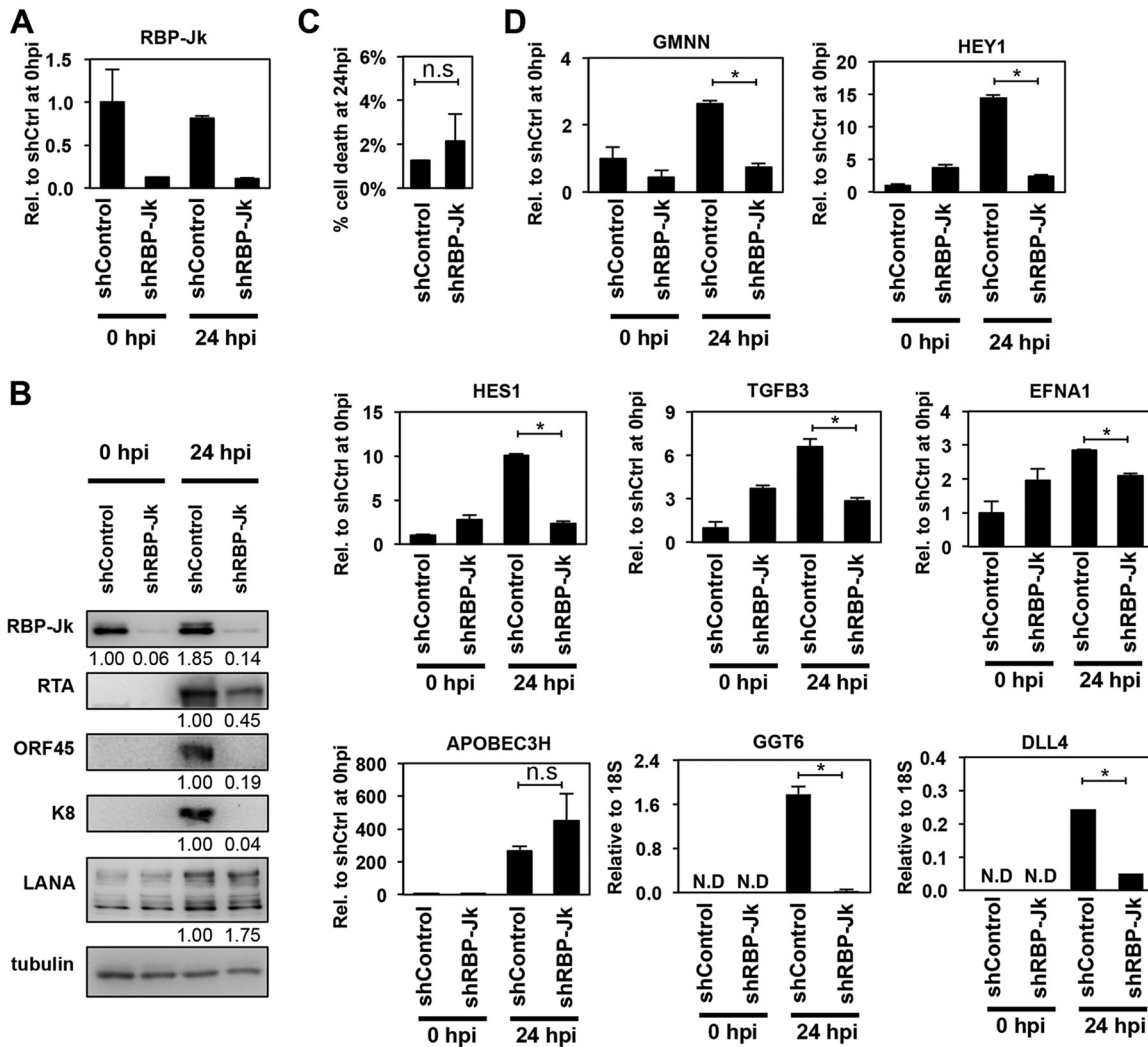 A
RBP-Jk
Rel. to shCtrl at 0hpi
1.5
1.0
0.5
0.0
shControl
shRBP-Jk
shControl
shRBP-Jk
0 hpi
24 hpi
C
% cell death at 24hpi
6%
4%
2%
0%
n.s
shControl
shRBP-Jk
D
GMNN
Rel. to shCtrl at 0hpi
4
2
0
*
shControl
shRBP-Jk
shControl
shRBP-Jk
0 hpi
24 hpi
HEY1
Rel. to shCtrl at 0hpi
20
15
10
5
0
*
shControl
shRBP-Jk
shControl
shRBP-Jk
0 hpi
24 hpi
B
0 hpi
24 hpi
shControl
shRBP-Jk
shControl
shRBP-Jk
RBP-Jk
1.00 0.06 1.85 0.14
RTA
1.00 0.45
ORF45
1.00 0.19
K8
1.00 0.04
LANA
1.00 1.75
tubulin
HES1
Rel. to shCtrl at 0hpi
15
10
5
0
*
shControl
shRBP-Jk
shControl
shRBP-Jk
0 hpi
24 hpi
TGFB3
Rel. to shCtrl at 0hpi
9
6
3
0
*
shControl
shRBP-Jk
shControl
shRBP-Jk
0 hpi
24 hpi
EFNA1
Rel. to shCtrl at 0hpi
4
3
2
1
0
*
shControl
shRBP-Jk
shControl
shRBP-Jk
0 hpi
24 hpi
APOBEC3H
Rel. to shCtrl at 0hpi
800
600
400
200
0
n.s
shControl
shRBP-Jk
shControl
shRBP-Jk
0 hpi
24 hpi
GGT6
Relative to 18S
1.8
1.2
0.6
0.0
N.D N.D
*
shControl
shRBP-Jk
shControl
shRBP-Jk
0 hpi
24 hpi
DLL4
Relative to 18S
0.4
0.3
0.2
0.1
0.0
N.D N.D
*
shControl
shRBP-Jk
shControl
shRBP-Jk
0 hpi
24 hpi